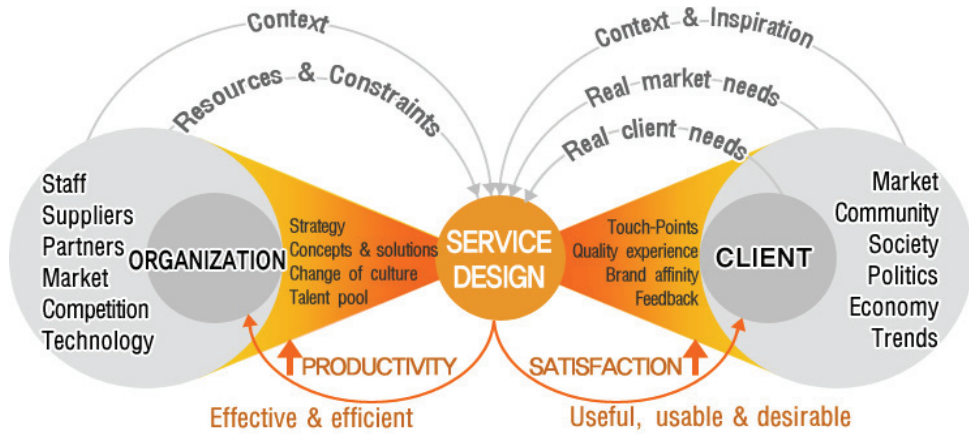 Context
Resources & Constraints
Context & Inspiration
Real market needs
Real client needs
Staff
Suppliers
Partners
Market
Competition
Technology
ORGANIZATION
Strategy
Concepts & solutions
Change of culture
Talent pool
SERVICE
DESIGN
Touch-Points
Quality experience
Brand affinity
Feedback
CLIENT
Market
Community
Society
Politics
Economy
Trends
PRODUCTIVITY
SATISFACTION
Effective & efficient
Useful, usable & desirable